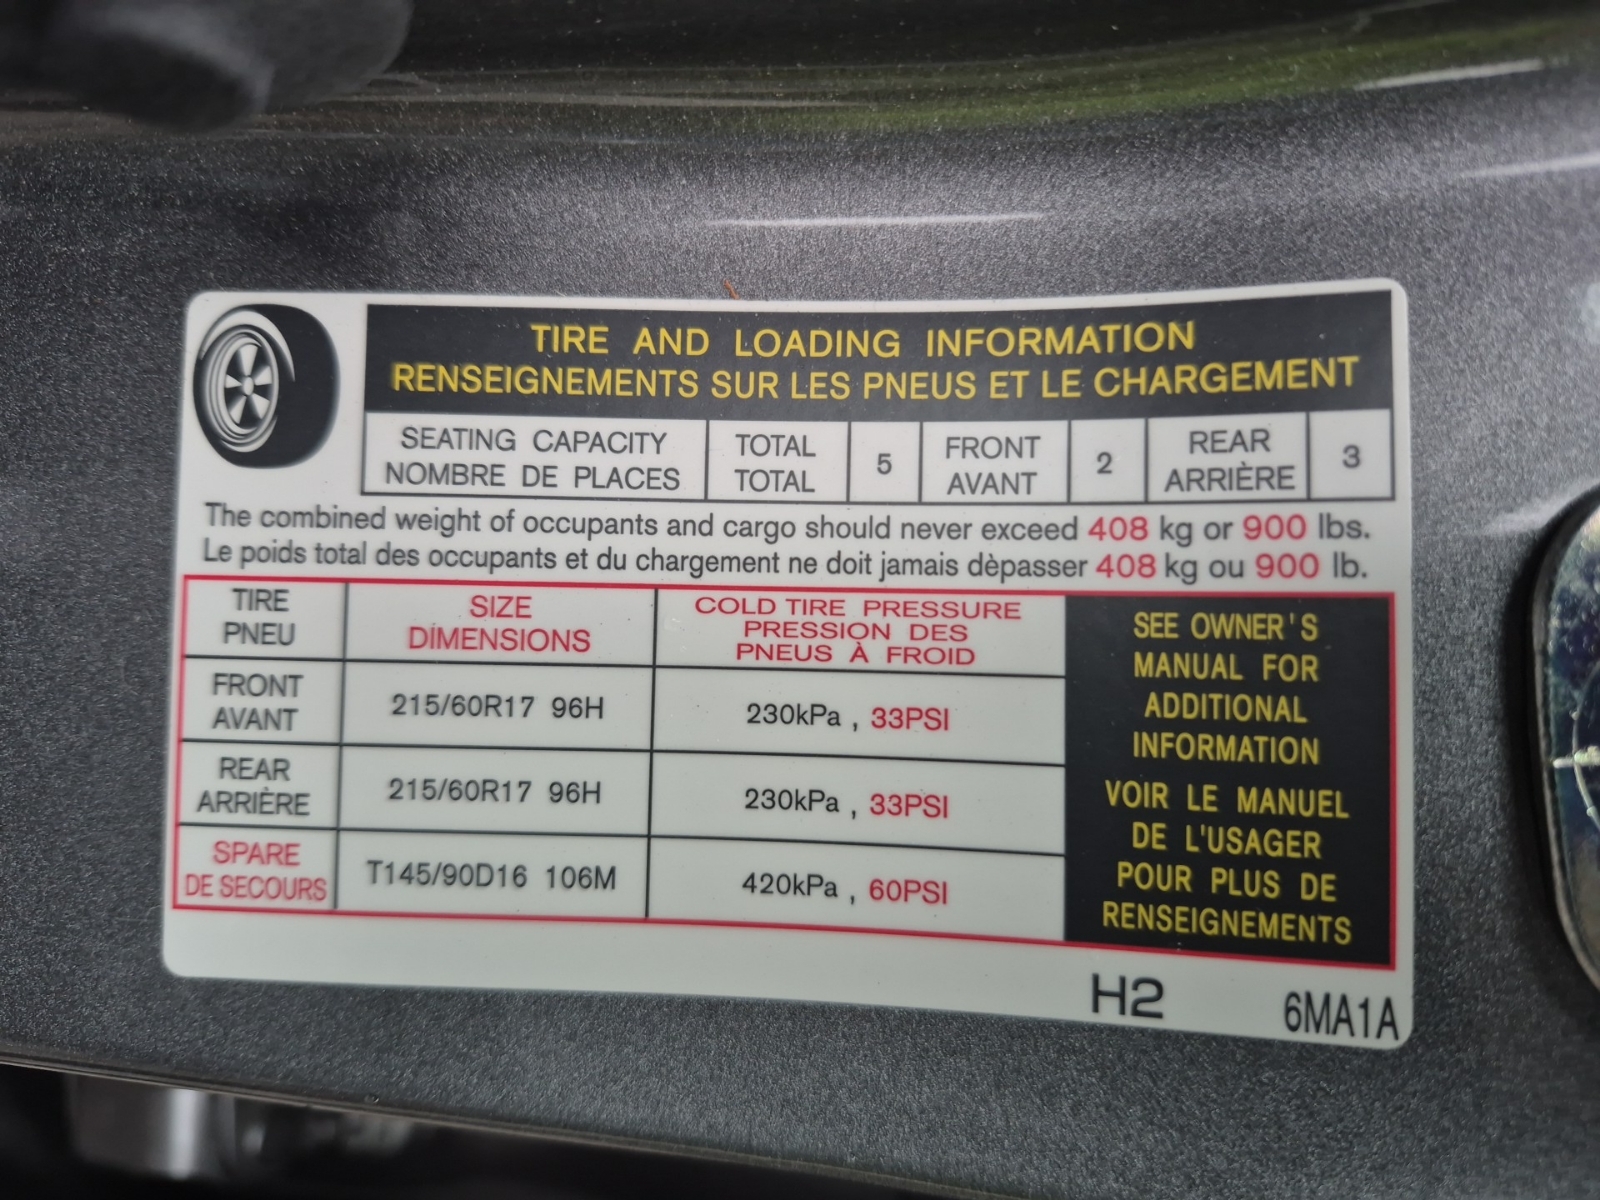 TIRE AND LOADING INFORMATION
RENSEIGNEMENTS SUR LES PNEUS ET LE CHARGEMENT
SEATING CAPACITY TOTAL 5 FRONT 2 REAR 3
NOMBRE DE PLACES TOTAL AVANT ARRIÈRE
The combined weight of occupants and cargo should never exceed 408 kg or 900 lbs.
Le poids total des occupants et du chargement ne doit jamais dèpasser 408 kg ou 900 lb.
TIRE
PNEU
SIZE
DIMENSIONS
COLD TIRE PRESSURE
PRESSION DES
PNEUS À FROID
FRONT
AVANT
215/60R17 96H
230kPa , 33PSI
REAR
ARRIÈRE
215/60R17 96H
230kPa , 33PSI
SPARE
DE SECOURS
T145/90D16 106M
420kPa , 60PSI
SEE OWNER'S
MANUAL FOR
ADDITIONAL
INFORMATION
VOIR LE MANUEL
DE L'USAGER
POUR PLUS DE
RENSEIGNEMENTS
H2 6MA1A